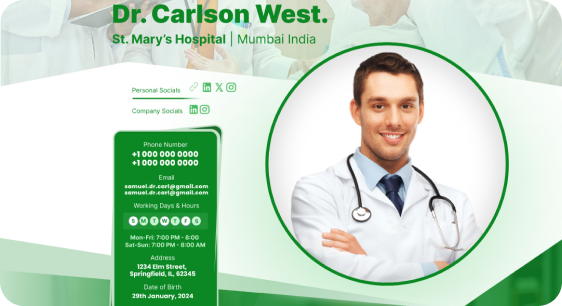 Dr. Carlson West.
St. Mary's Hospital | Mumbai India
Personal Socials
Company Socials
Phone Number
+1 000 000 0000
+1 000 000 0000
Email
samuel.dr.carl@gmail.com
samuel.dr.carl@gmail.com
Working Days & Hours
S M T W T F S
Mon-Fri: 7:00 PM - 8:00
Sat-Sun: 7:00 PM - 8:00 AM
Address
1234 Elm Street,
Springfield, IL, 62345
Date of Birth
29th January, 2024